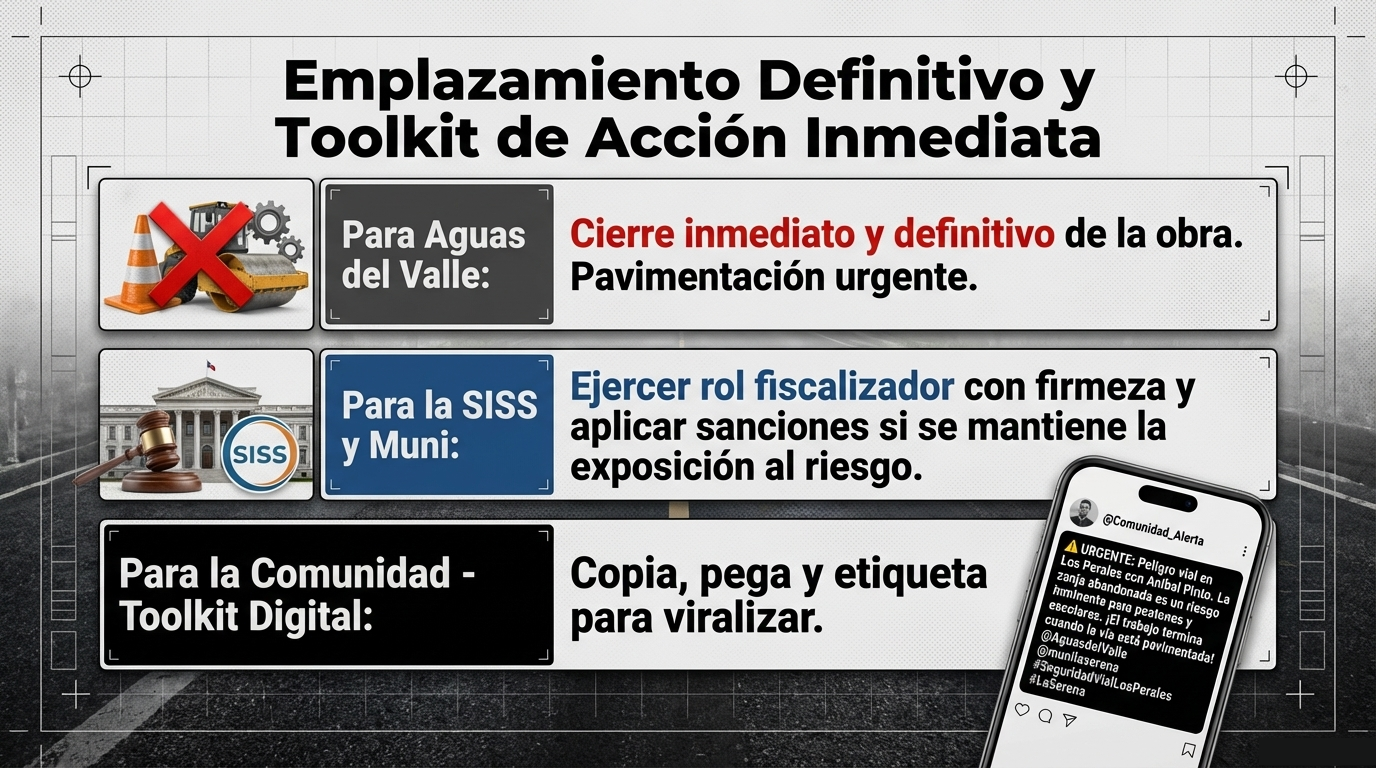 Emplazamiento Definitivo y
Toolkit de Acción Inmediata
Para Aguas
del Valle:
Cierre inmediato y definitivo de la obra.
Pavimentación urgente.
SISS
Para la SISS
y Muni:
Ejercer rol fiscalizador con firmeza y
aplicar sanciones si se mantiene la
exposición al riesgo.
Para la Comunidad -
Toolkit Digital:
Copia, pega y etiqueta
para viralizar.
@Comunidad_Alerta
⚠️ URGENTE: Peligro vial en
Los Perales con Aníbal Pinto. La
zanja abandonada es un riesgo
inminente para peatones y
escolares. ¡El trabajo termina
cuando la vía está pavimentada!
@AguasdelValle
@munilaserena
#SeguridadVialLosPerales
#LaSerena